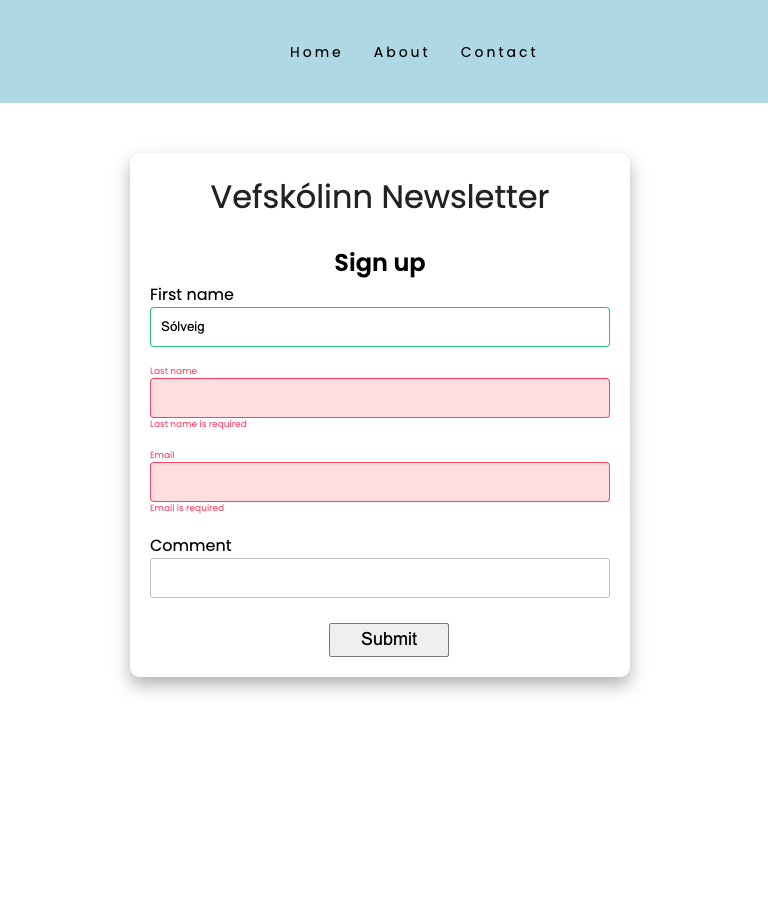 Home About Contact
Vefskólinn Newsletter
Sign up
First name
Sólveig
Last name
Last name is required
Email
Email is required
Comment
Submit